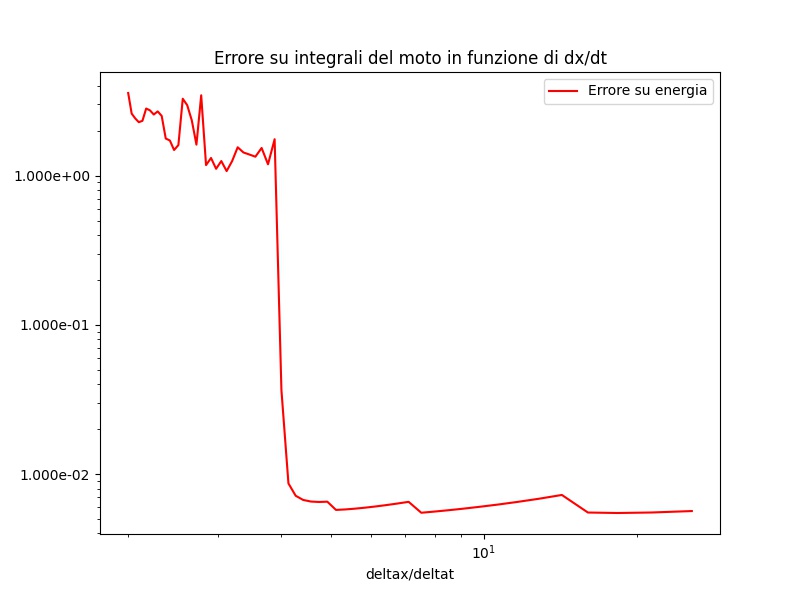 Errore su integrali del moto in funzione di dx/dt
Errore su energia
1.000e+00
1.000e-01
1.000e-02
10¹
deltax/deltat